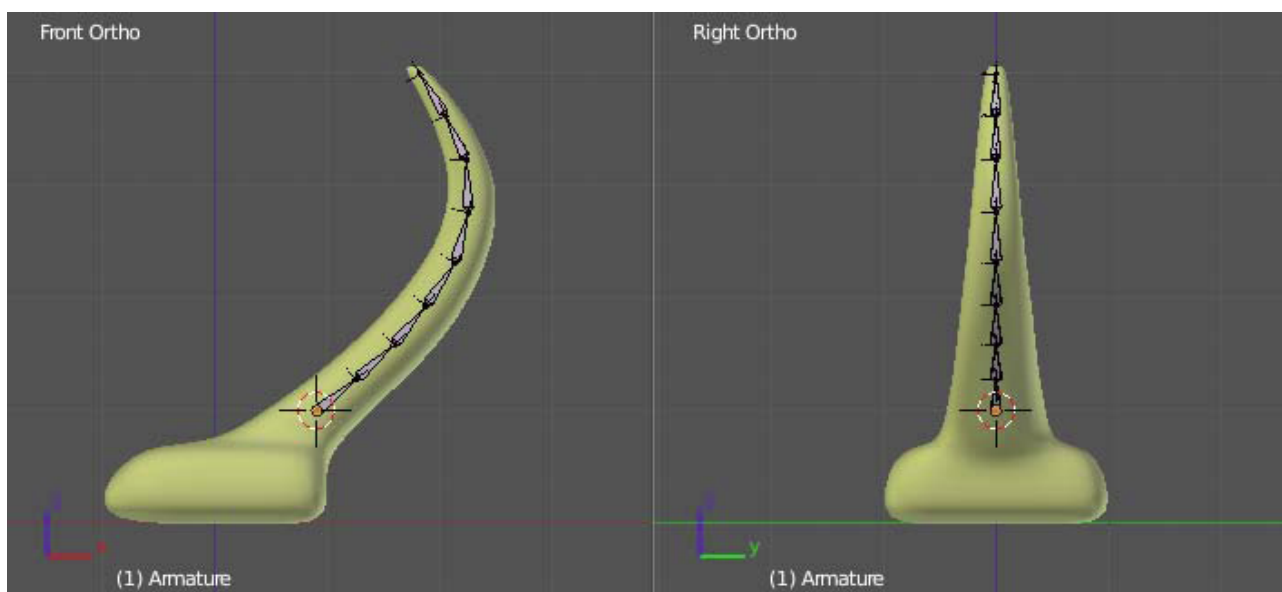 Front Ortho
Right Ortho
z
x
z
y
(1) Armature
(1) Armature